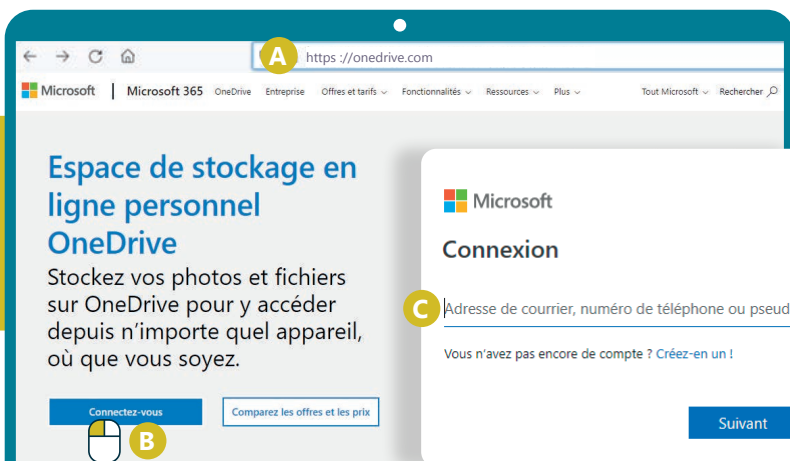 A https ://onedrive.com
Microsoft | Microsoft 365 OneDrive Entreprise Offres et tarifs Fonctionnalités Ressources Plus Tout Microsoft Rechercher
Espace de stockage en
ligne personnel
OneDrive
Stockez vos photos et fichiers
sur OneDrive pour y accéder
depuis n'importe quel appareil,
où que vous soyez.
Connectez-vous
Comparez les offres et les prix
B
Microsoft
Connexion
C
Adresse de courrier, numéro de téléphone ou pseud
Vous n'avez pas encore de compte ? Créez-en un !
Suivant